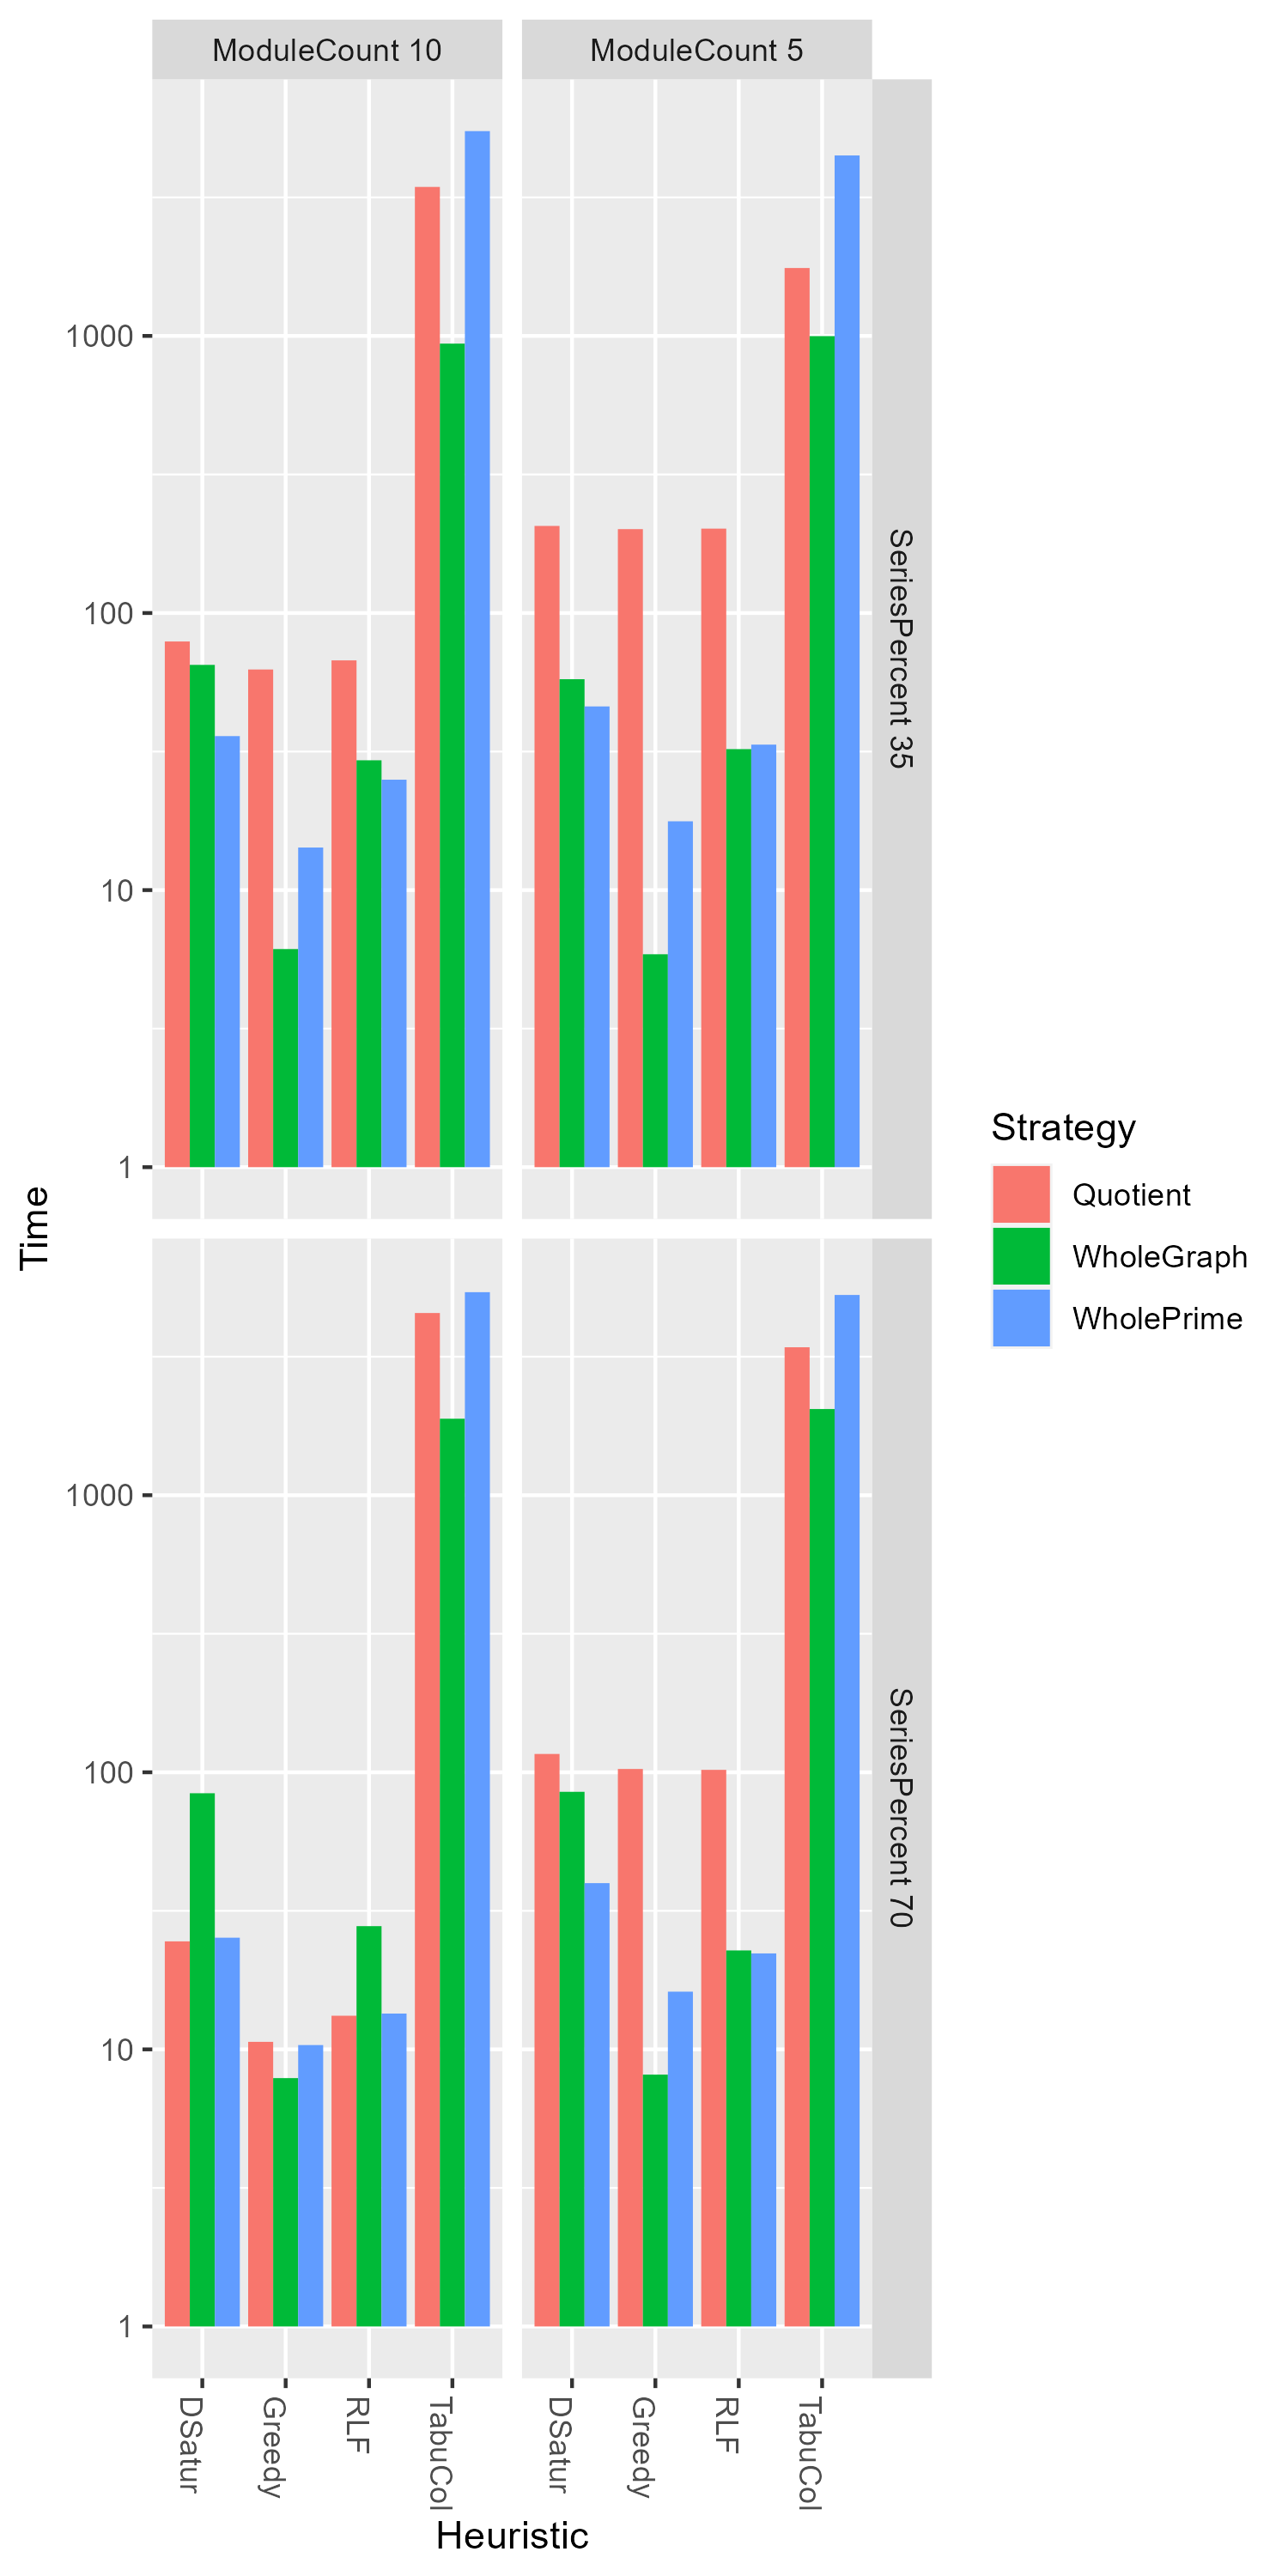 ModuleCount 10
ModuleCount 5
1000
100
10
1
SeriesPercent 35
1000
100
10
1
SeriesPercent 70
Time
DSatur
Greedy
RLF
TabuCol
DSatur
Greedy
RLF
TabuCol
Heuristic
Strategy
Quotient
WholeGraph
WholePrime